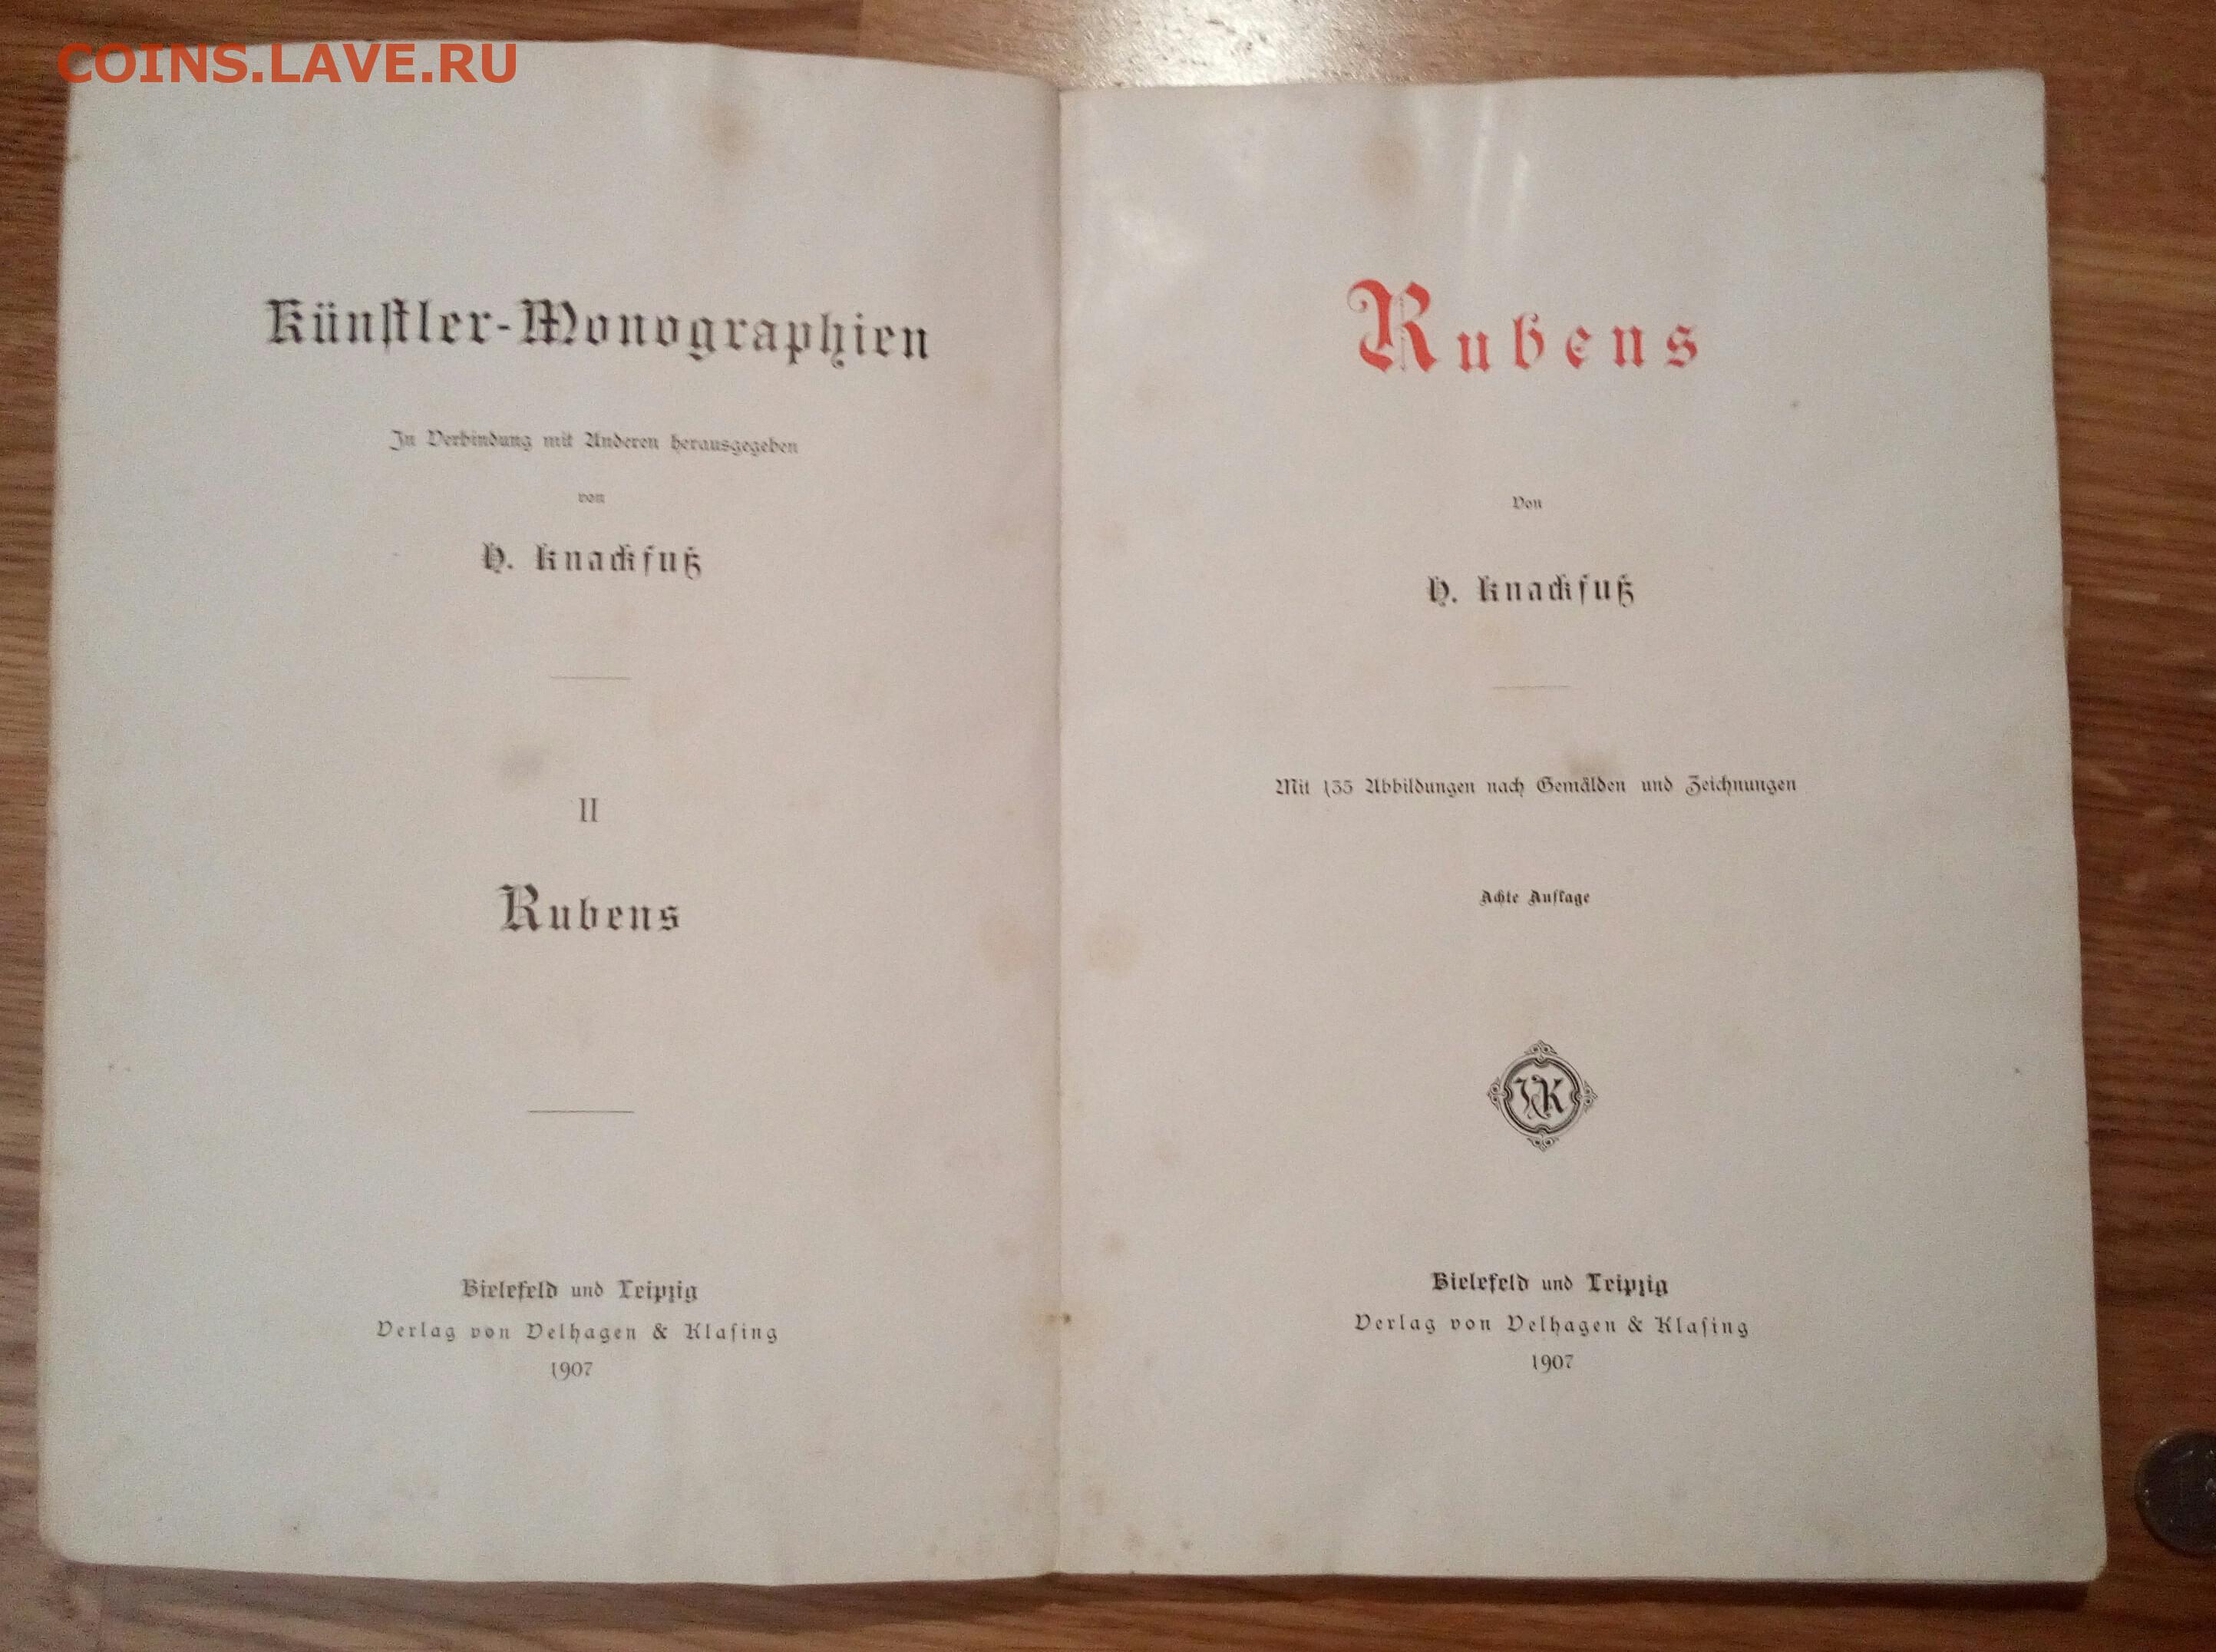 COINS.LAVE.RU
Künſtler-Monographien
In Verbindung mit Anderen herausgegeben
von
H. Knackfuß
II
Rubens
Bielefeld und Leipzig
Verlag von Velhagen & Klaſing
1907
Rubens
Von
H. Knackfuß
Mit 133 Abbildungen nach Gemälden und Zeichnungen
Achte Auflage
VK
Bielefeld und Leipzig
Verlag von Velhagen & Klaſing
1907